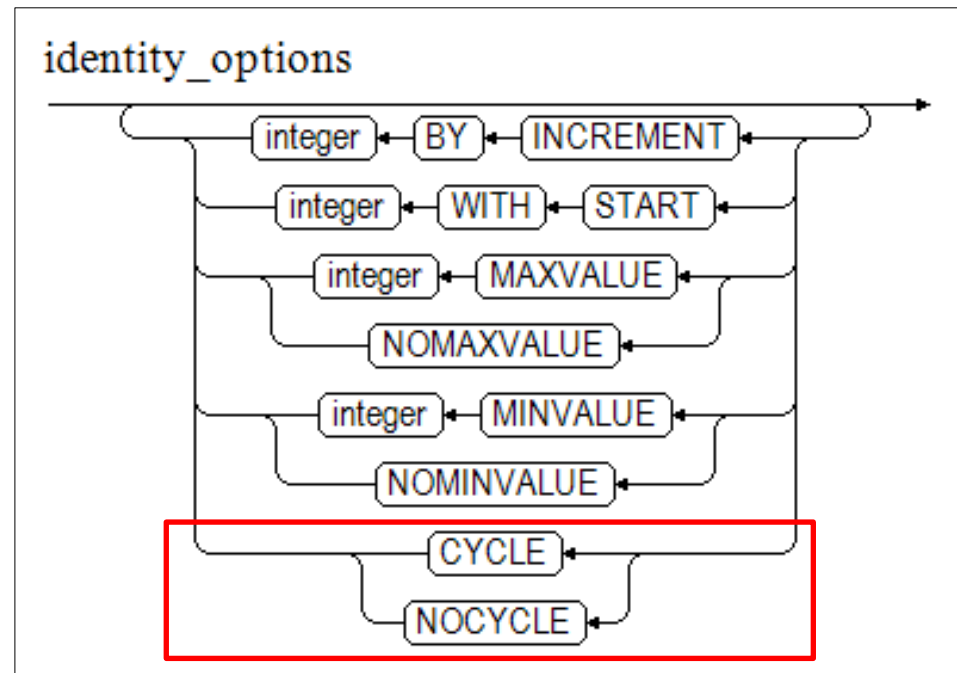 identity_options
integer BY INCREMENT
integer WITH START
integer MAXVALUE
NOMAXVALUE
integer MINVALUE
NOMINVALUE
CYCLE
NOCYCLE